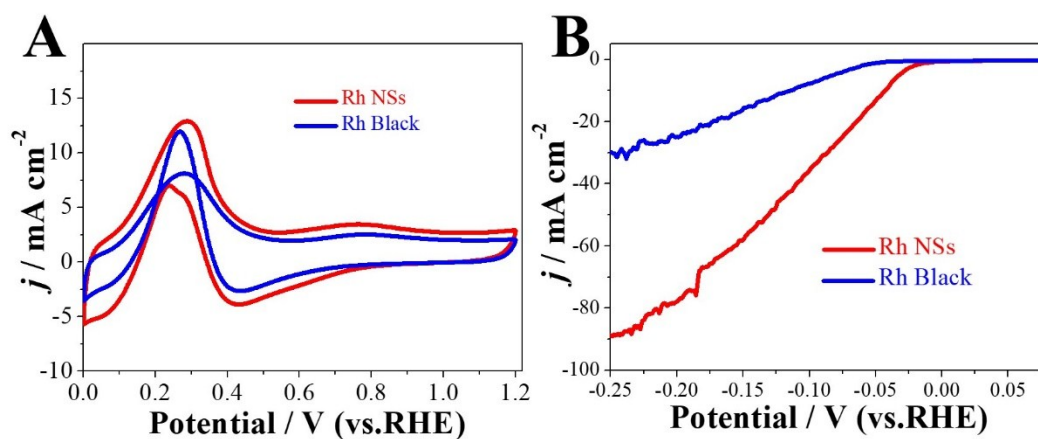 A
j / mA cm⁻²
15
10
5
0
-5
-10
Rh NSs
Rh Black
0.0 0.2 0.4 0.6 0.8 1.0 1.2
Potential / V (vs.RHE)
B
j / mA cm⁻²
0
-20
-40
-60
-80
-100
Rh NSs
Rh Black
-0.25 -0.20 -0.15 -0.10 -0.05 0.00 0.05
Potential / V (vs.RHE)